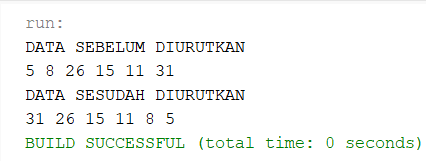 run:
DATA SEBELUM DIURUTKAN
5 8 26 15 11 31
DATA SESUDAH DIURUTKAN
31 26 15 11 8 5
BUILD SUCCESSFUL (total time: 0 seconds)